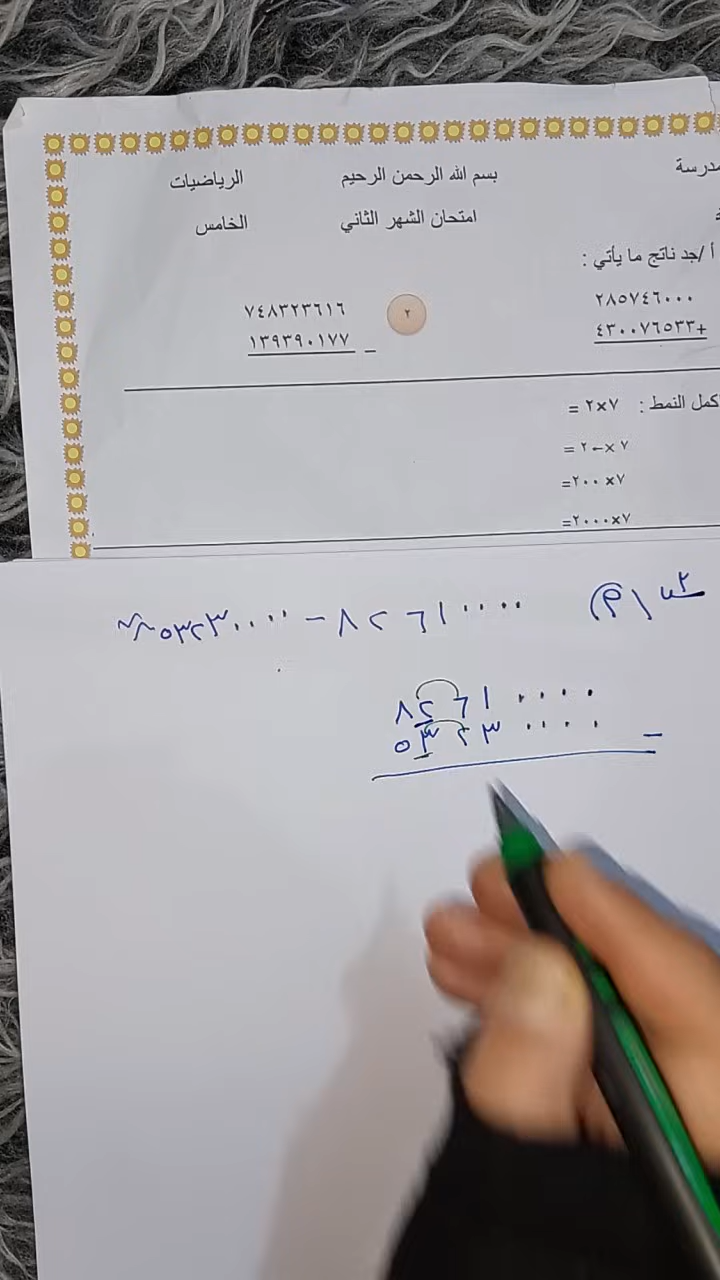 مدرسة بسم الله الرحمن الرحيم الرياضيات
امتحان الشهر الثاني الخامس
أ /جد ناتج ما يأتي :
٢٨٥٧٤٦٠٠٠ ٢ ٧٤٨٣٢٣٦١٦
٤٣٠٠٧٦٥٣٣+ ١٣٩٣٩٠١٧٧ _
كمل النمط : ٧×٢ =
٧ ×-٢ =
٧× ٢٠٠=
٧×٢٠٠٠=
٨٢٦١٠٠٠٠ – ٥٣٢٣٠٠٠٠
٨٢٦١٠٠٠٠
٥٣٢٣٠٠٠٠ –